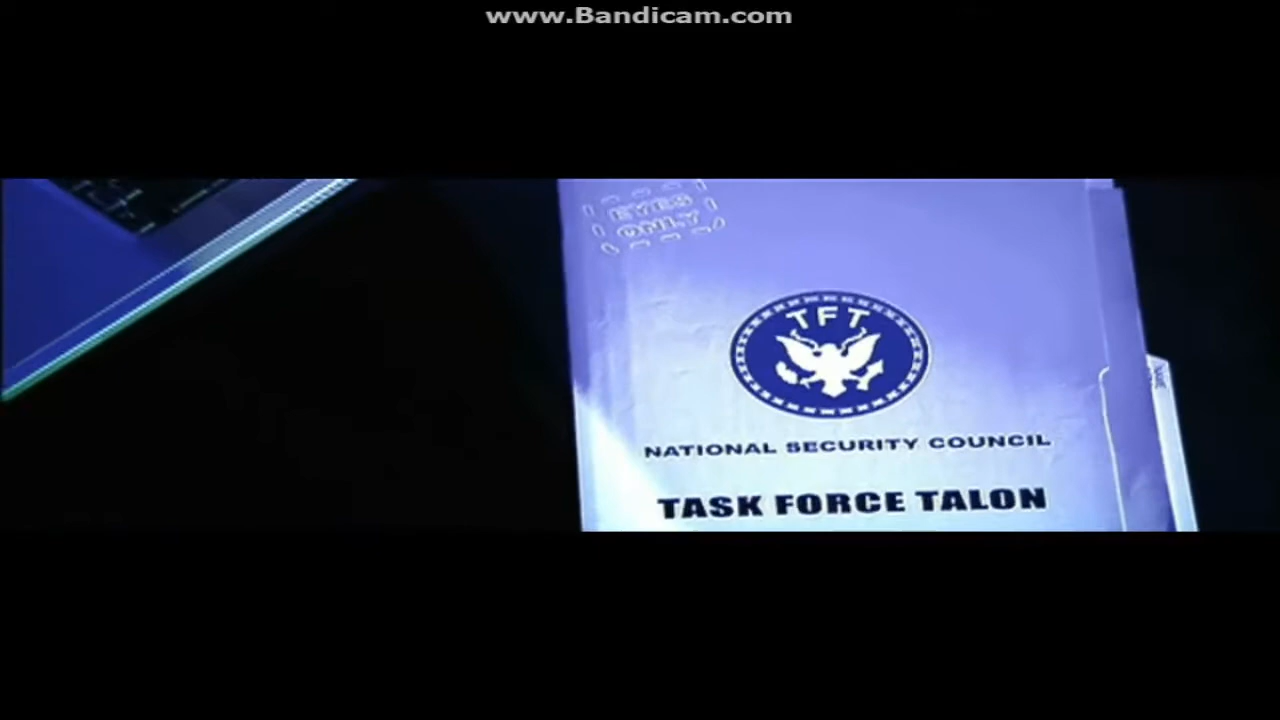 www.Bandicam.com
EYES
ONLY
TFT
NATIONAL SECURITY COUNCIL
TASK FORCE TALON